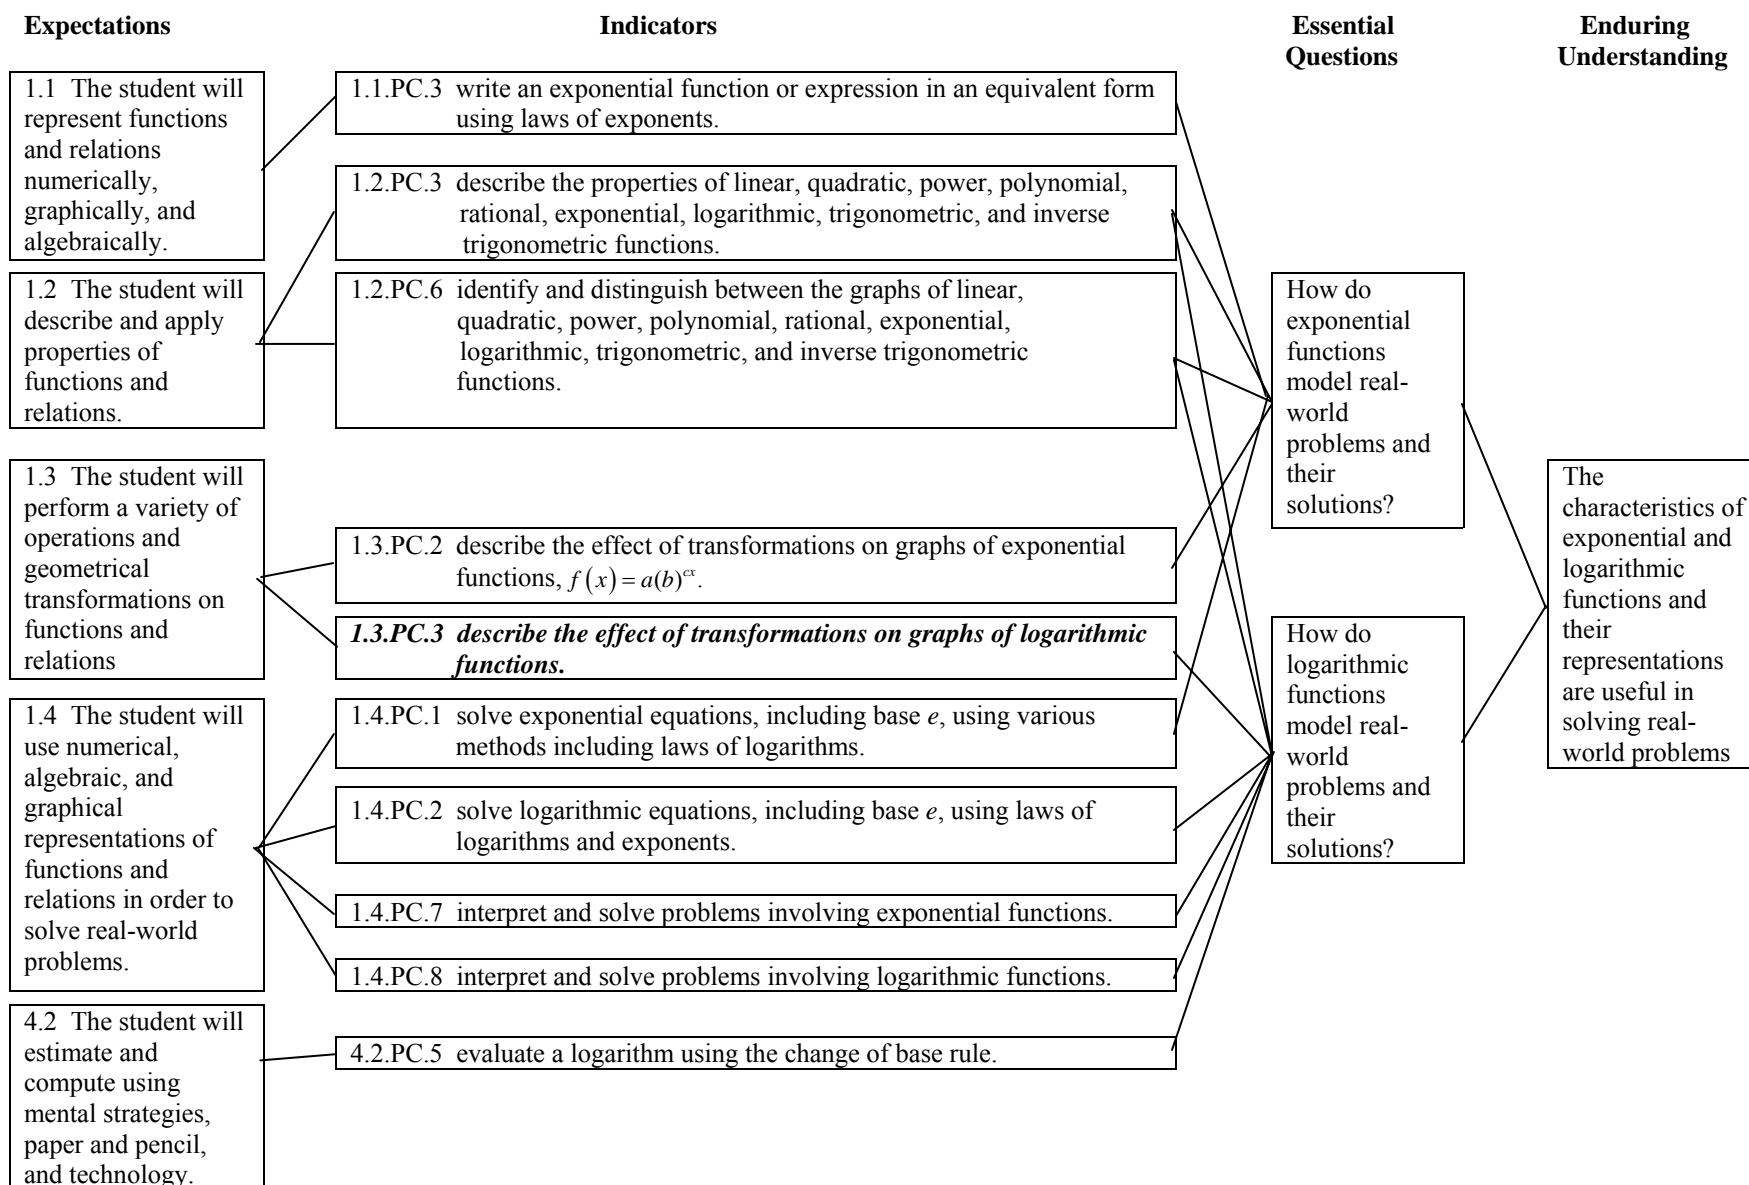 Expectations
Indicators
Essential
Questions
Enduring
Understanding
1.1 The student will
represent functions
and relations
numerically,
graphically, and
algebraically.
1.2 The student will
describe and apply
properties of
functions and
relations.
1.3 The student will
perform a variety of
operations and
geometrical
transformations on
functions and
relations
1.4 The student will
use numerical,
algebraic, and
graphical
representations of
functions and
relations in order to
solve real-world
problems.
4.2 The student will
estimate and
compute using
mental strategies,
paper and pencil,
and technology.
1.1.PC.3 write an exponential function or expression in an equivalent form
using laws of exponents.
1.2.PC.3 describe the properties of linear, quadratic, power, polynomial,
rational, exponential, logarithmic, trigonometric, and inverse
trigonometric functions.
1.2.PC.6 identify and distinguish between the graphs of linear,
quadratic, power, polynomial, rational, exponential,
logarithmic, trigonometric, and inverse trigonometric
functions.
1.3.PC.2 describe the effect of transformations on graphs of exponential
functions, f(x) = a(b)^{cx}.
1.3.PC.3 describe the effect of transformations on graphs of logarithmic
functions.
1.4.PC.1 solve exponential equations, including base e, using various
methods including laws of logarithms.
1.4.PC.2 solve logarithmic equations, including base e, using laws of
logarithms and exponents.
1.4.PC.7 interpret and solve problems involving exponential functions.
1.4.PC.8 interpret and solve problems involving logarithmic functions.
4.2.PC.5 evaluate a logarithm using the change of base rule.
How do
exponential
functions
model real-
world
problems and
their
solutions?
How do
logarithmic
functions
model real-
world
problems and
their
solutions?
The
characteristics of
exponential and
logarithmic
functions and
their
representations
are useful in
solving real-
world problems